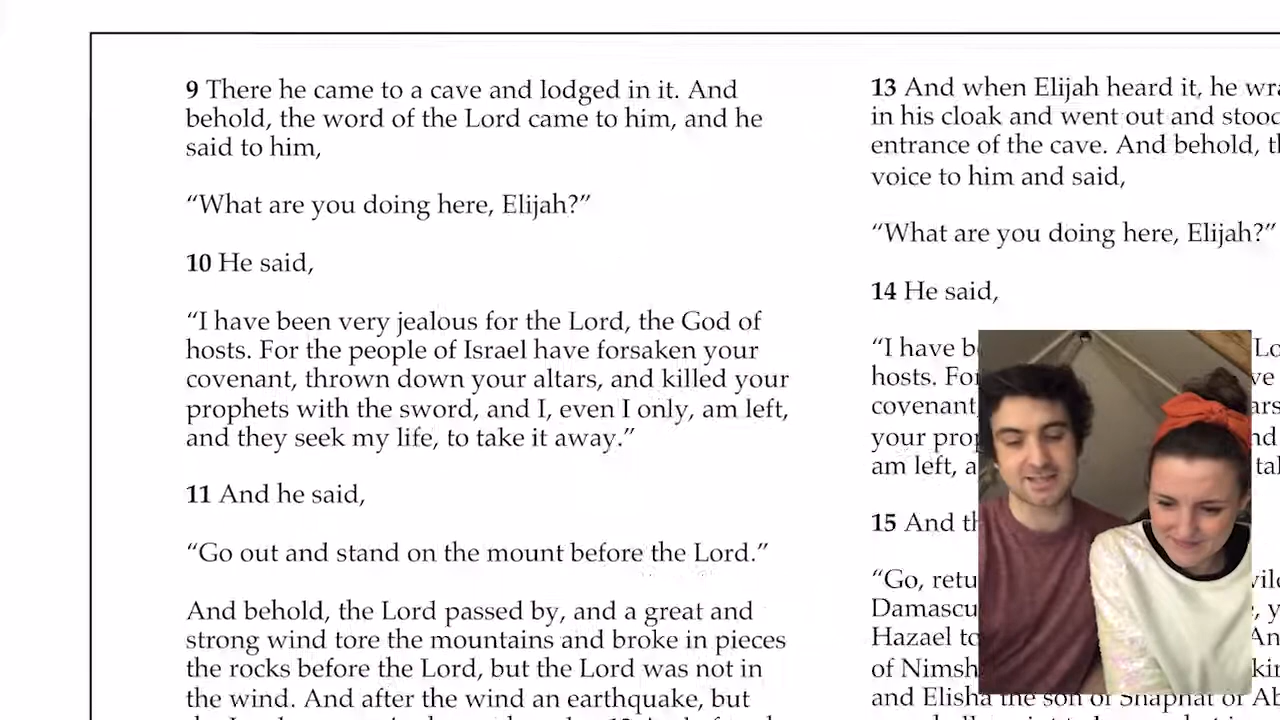 9 There he came to a cave and lodged in it. And
behold, the word of the Lord came to him, and he
said to him,
“What are you doing here, Elijah?”
10 He said,
“I have been very jealous for the Lord, the God of
hosts. For the people of Israel have forsaken your
covenant, thrown down your altars, and killed your
prophets with the sword, and I, even I only, am left,
and they seek my life, to take it away.”
11 And he said,
“Go out and stand on the mount before the Lord.”
And behold, the Lord passed by, and a great and
strong wind tore the mountains and broke in pieces
the rocks before the Lord, but the Lord was not in
the wind. And after the wind an earthquake, but
13 And when Elijah heard it, he
in his cloak and went out and
entrance of the cave. And behold,
voice to him and said,
“What are you doing here, Elijah?”
14 He said,
“I have
hosts.
covenant,
your
am left,
15 And
“Go,
Hazael
of
and Elisha the son of Shaphat of